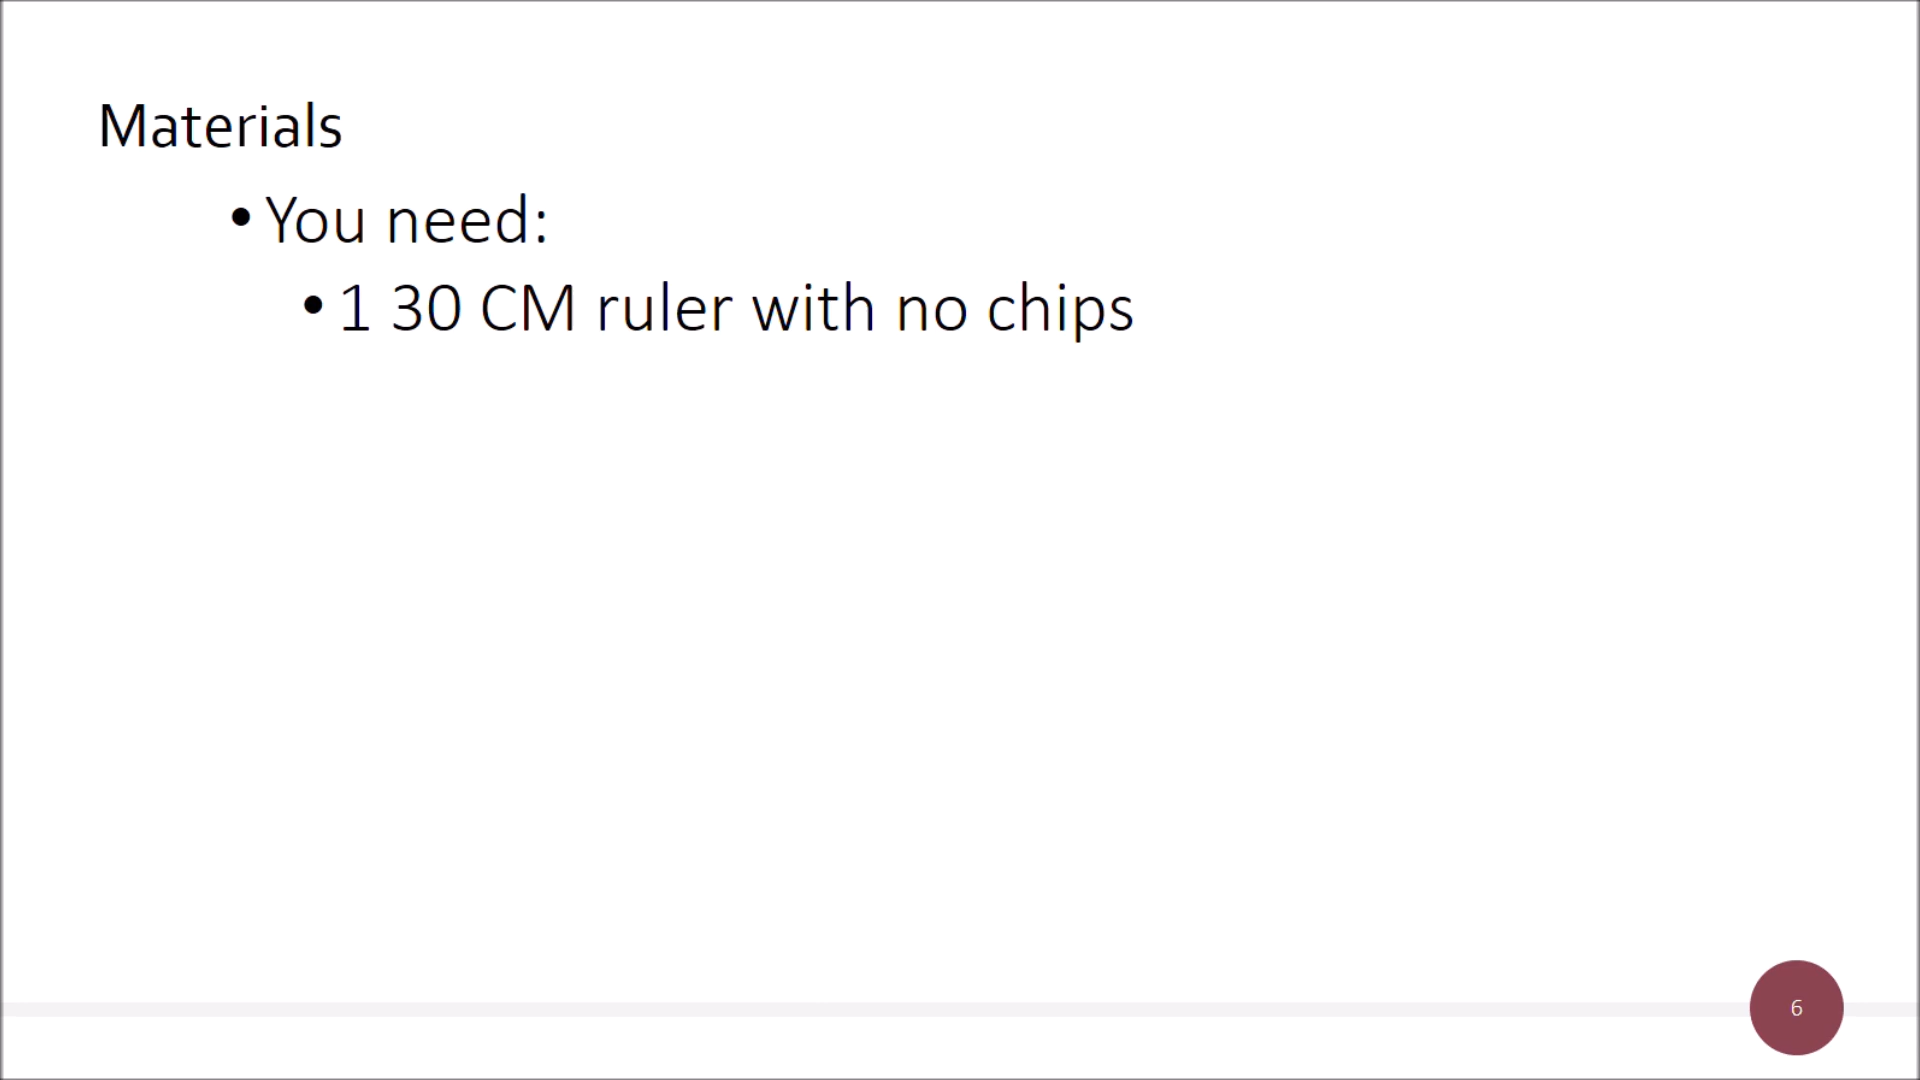 Materials
• You need:
• 1 30 CM ruler with no chips
6